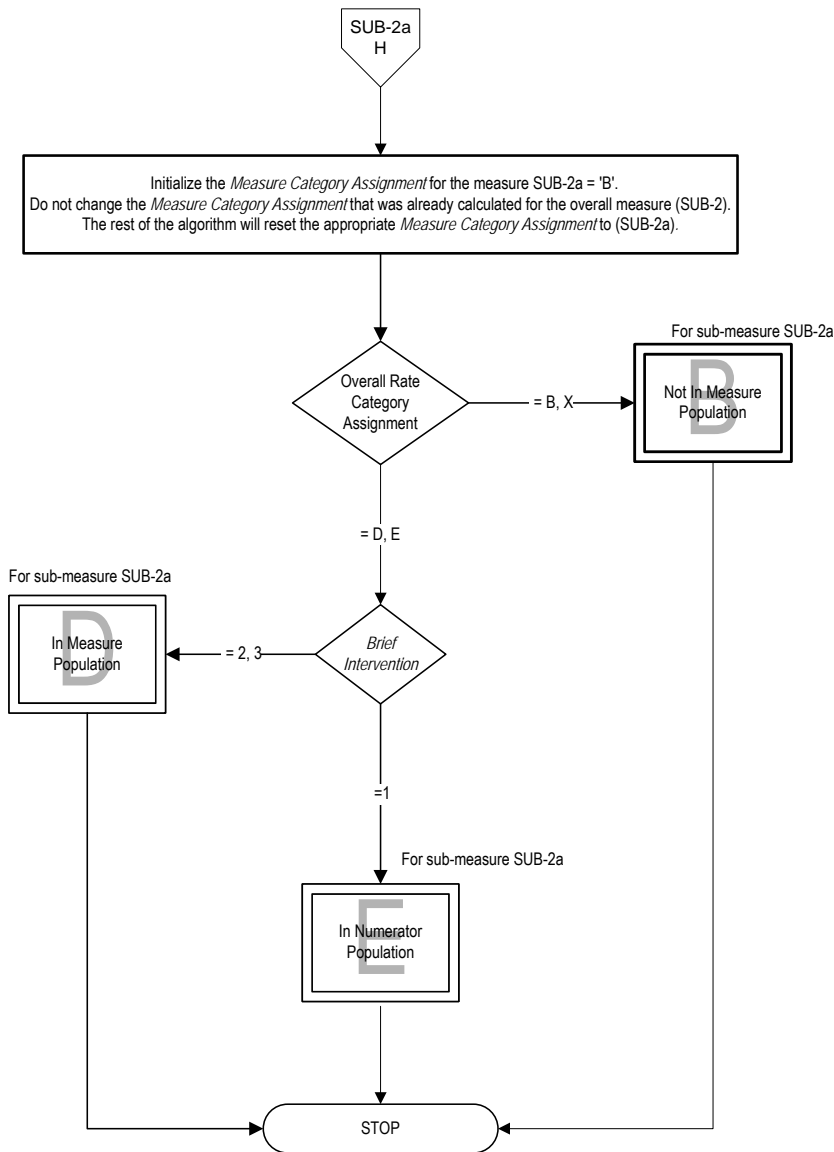 SUB-2a
H
Initialize the Measure Category Assignment for the measure SUB-2a = 'B'.
Do not change the Measure Category Assignment that was already calculated for the overall measure (SUB-2).
The rest of the algorithm will reset the appropriate Measure Category Assignment to (SUB-2a).
For sub-measure SUB-2a
Overall Rate
Category
Assignment
= B, X
B
Not In Measure
Population
= D, E
For sub-measure SUB-2a
D
In Measure
Population
= 2, 3
Brief
Intervention
=1
For sub-measure SUB-2a
E
In Numerator
Population
STOP